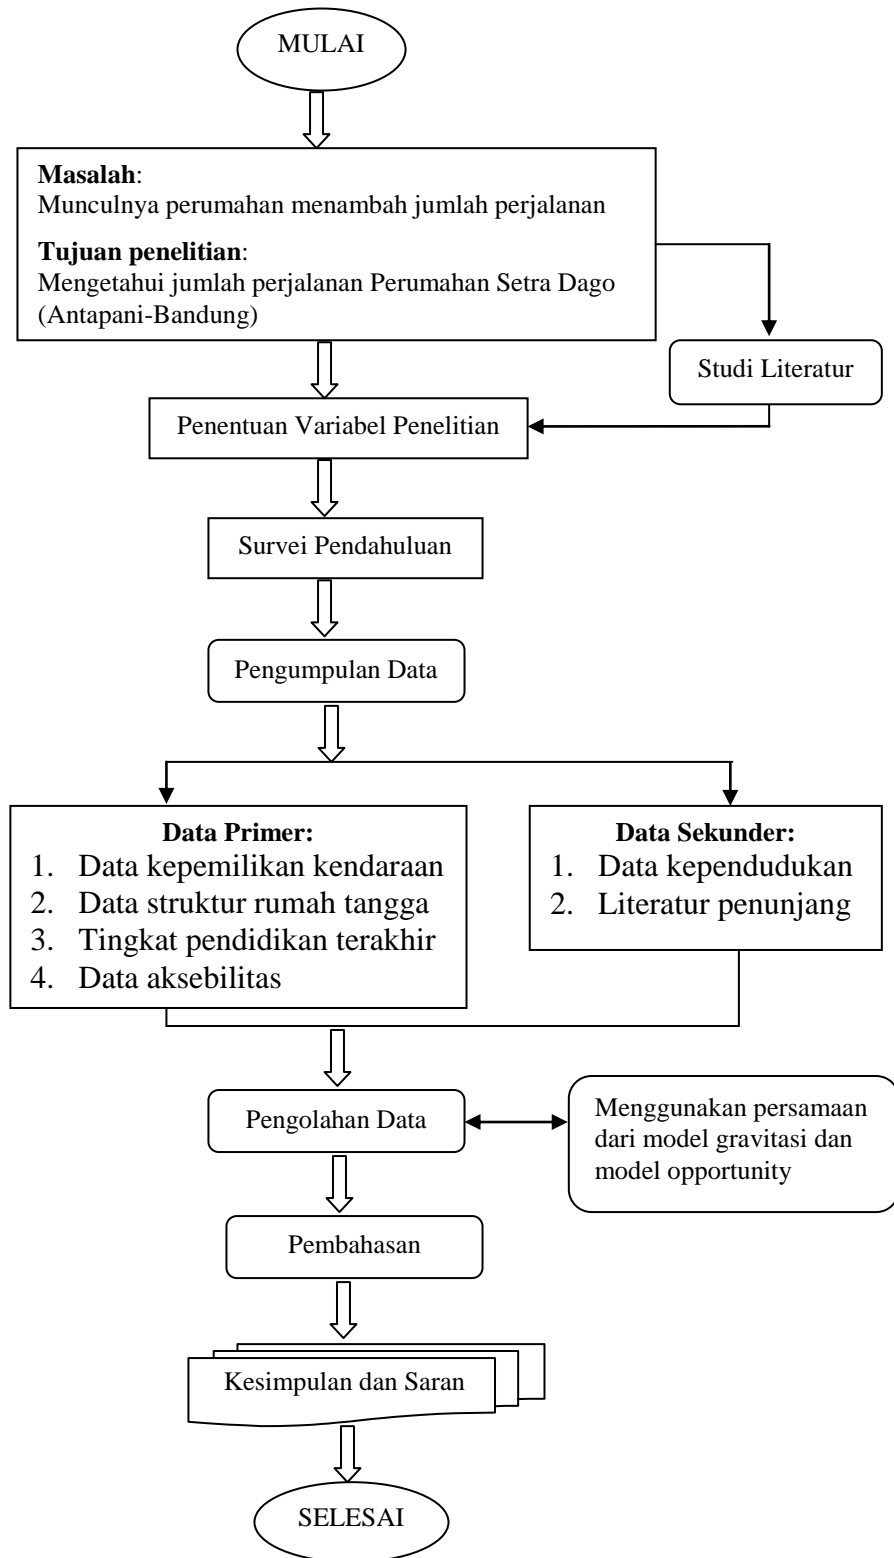 MULAI
Masalah:
Munculnya perumahan menambah jumlah perjalanan
Tujuan penelitian:
Mengetahui jumlah perjalanan Perumahan Setra Dago
(Antapani-Bandung)
Studi Literatur
Penentuan Variabel Penelitian
Survei Pendahuluan
Pengumpulan Data
Data Primer:
1. Data kepemilikan kendaraan
2. Data struktur rumah tangga
3. Tingkat pendidikan terakhir
4. Data aksebilitas
Data Sekunder:
1. Data kependudukan
2. Literatur penunjang
Pengolahan Data
Menggunakan persamaan
dari model gravitasi dan
model opportunity
Pembahasan
Kesimpulan dan Saran
SELESAI